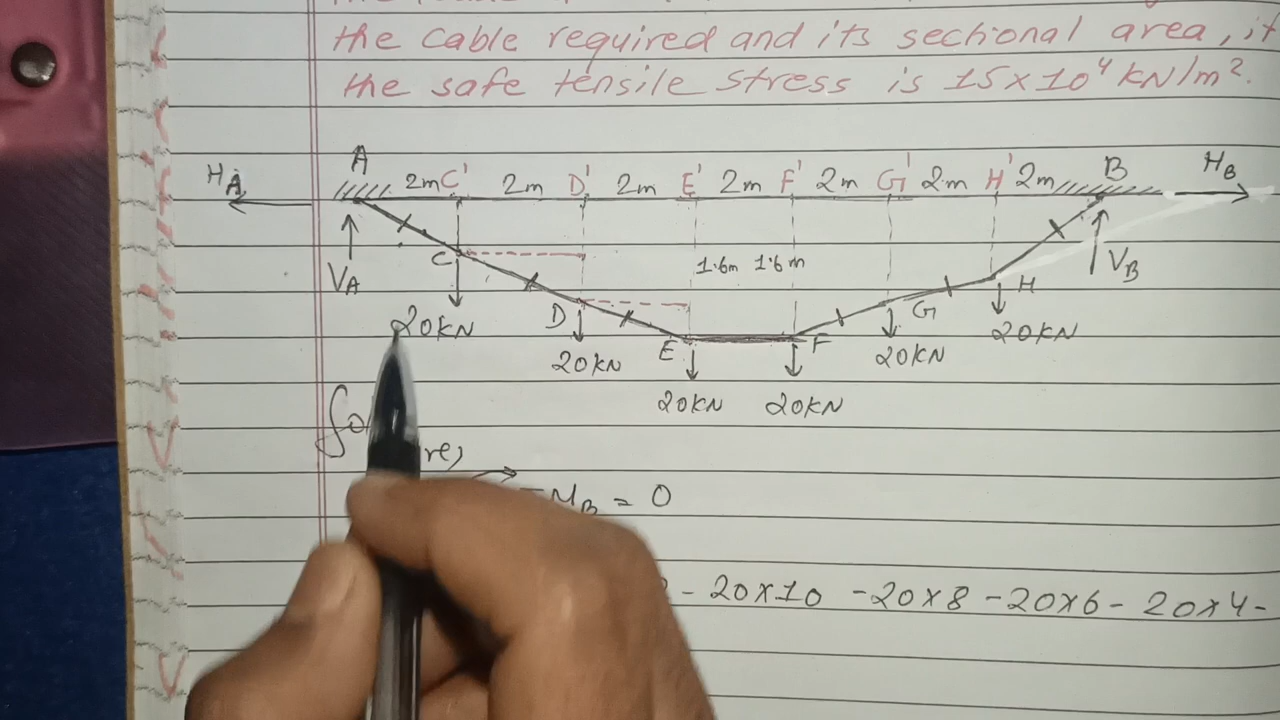 the cable required and its sectional area, if
the safe tensile stress is 15×10⁴ kN/m².
A B
HA 2m C' 2m D' 2m E' 2m F' 2m G' 2m H' 2m HB
VA C 1.6m 1.6m H VB
20kN D G 20kN
20kN E F 20kN
20kN 20kN
MB = 0
- 20×10 -20×8 -20×6 - 20×4 -